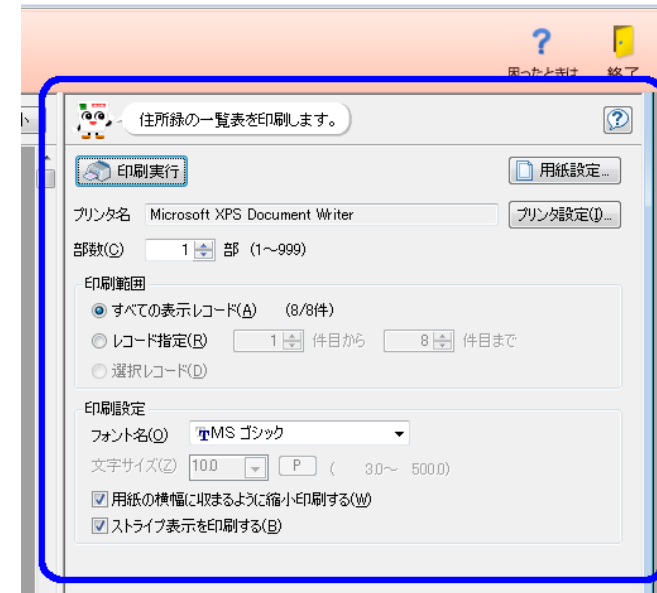 困ったときは 終了
住所録の一覧表を印刷します。
印刷実行 用紙設定...
プリンタ名 Microsoft XPS Document Writer プリンタ設定(I)...
部数(C) 1 部 (1～999)
印刷範囲
すべての表示レコード(A) (8/8件)
レコード指定(R) 1 件目から 8 件目まで
選択レコード(D)
印刷設定
フォント名(O) MS ゴシック
文字サイズ(Z) 10.0 P ( 3.0～ 500.0)
用紙の横幅に収まるように縮小印刷する(W)
ストライプ表示を印刷する(B)